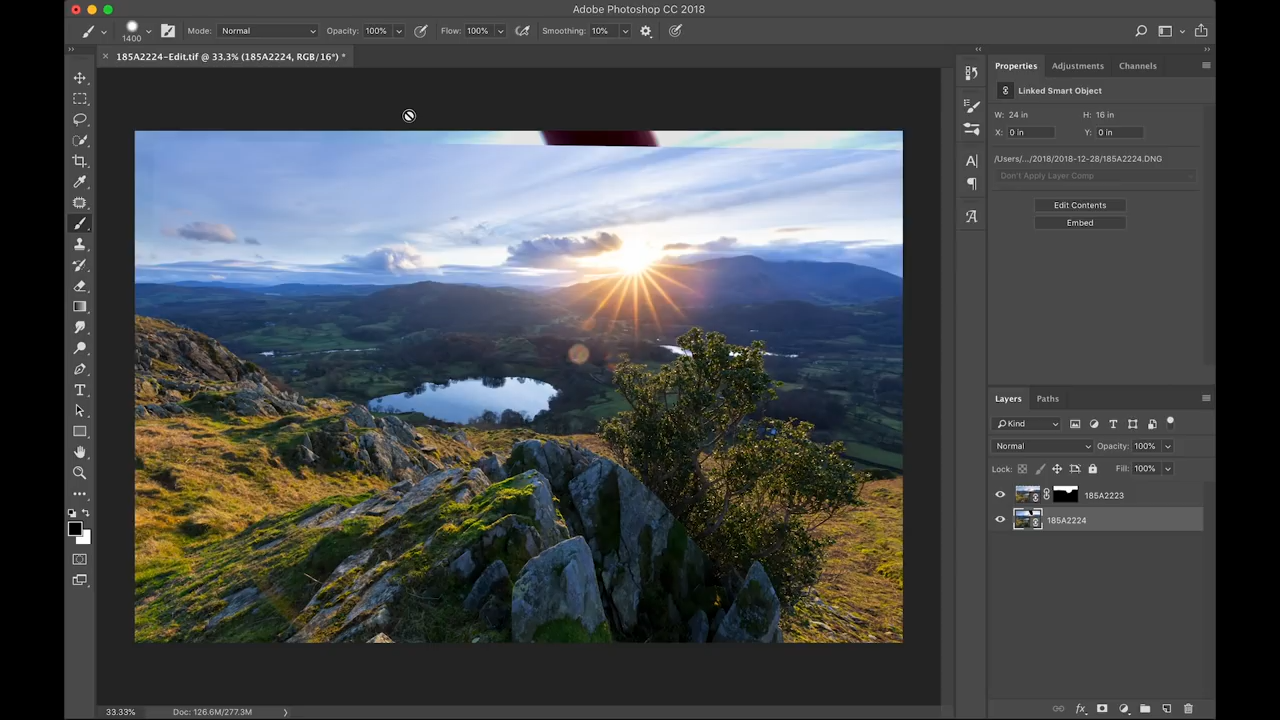 Adobe Photoshop CC 2018
1400 Mode: Normal Opacity: 100% Flow: 100% Smoothing: 10%
185A2224-Edit.tif @ 33.3% (185A2224, RGB/16*) *
Properties Adjustments Channels
Linked Smart Object
W: 24 in H: 16 in
X: 0 in Y: 0 in
/Users/.../2018/2018-12-28/185A2224.DNG
Don't Apply Layer Comp
Edit Contents
Embed
Layers Paths
Kind
Normal Opacity: 100%
Lock: Fill: 100%
185A2223
185A2224
33.33% Doc: 126.6M/277.3M